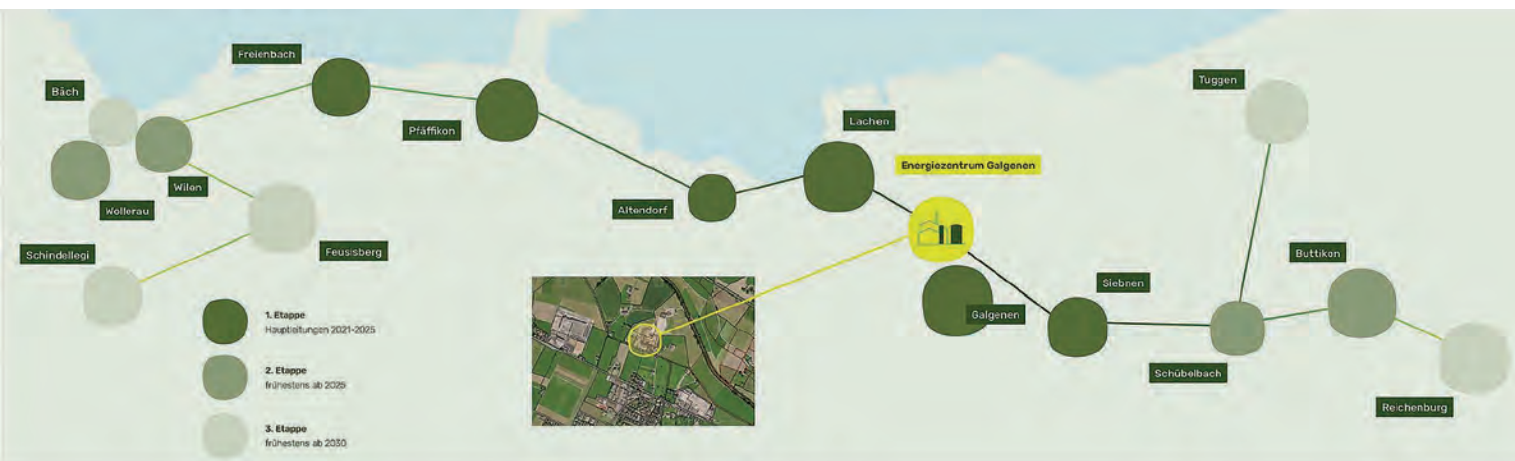 Freienbach
Bäch
Pfäffikon
Wilen
Wollerau
Feusisberg
Schindellegi
Altendorf
Lachen
Energiezentrum Galgenen
Tuggen
Buttikon
Siebnen
Galgenen
Schübelbach
Reichenburg
1. Etappe
Hauptleitungen 2021-2025
2. Etappe
frühestens ab 2025
3. Etappe
frühestens ab 2030